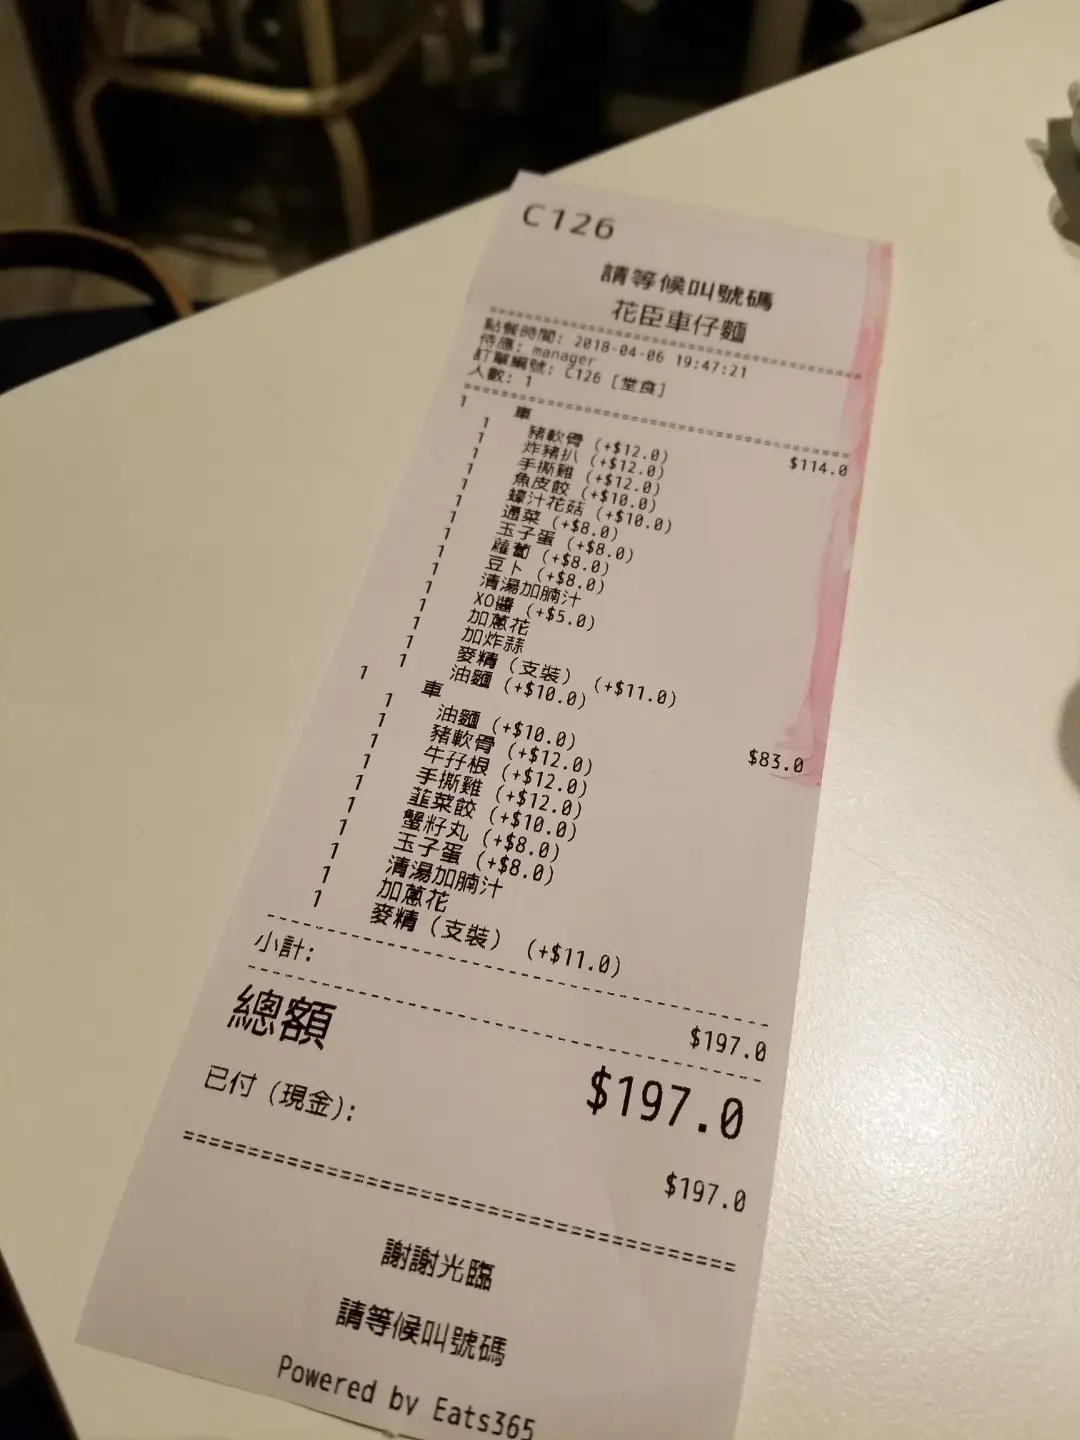 C126
請等候叫號碼
花臣車仔麵
點餐時間: 2018-04-06 19:47:21
侍應: manager
訂單編號: C126 [堂食]
人數: 1
1 車 $114.0
1 豬軟骨 (+$12.0)
1 炸豬扒 (+$12.0)
1 手撕雞 (+$12.0)
1 魚皮餃 (+$10.0)
1 蠔汁花菇 (+$10.0)
1 通菜 (+$8.0)
1 玉子蛋 (+$8.0)
1 蘿蔔 (+$8.0)
1 豆卜 (+$8.0)
1 清湯加腩汁
1 XO醬 (+$5.0)
1 加蔥花
1 加炸蒜
1 麥精 (支裝) (+$11.0)
1 油麵 (+$10.0)
1 車 $83.0
1 油麵 (+$10.0)
1 豬軟骨 (+$12.0)
1 牛孖根 (+$12.0)
1 手撕雞 (+$12.0)
1 韮菜餃 (+$10.0)
1 蟹籽丸 (+$8.0)
1 玉子蛋 (+$8.0)
1 清湯加腩汁
1 加蔥花
1 麥精 (支裝) (+$11.0)
小計: $197.0
總額 $197.0
已付 (現金): $197.0
謝謝光臨
請等候叫號碼
Powered by Eats365